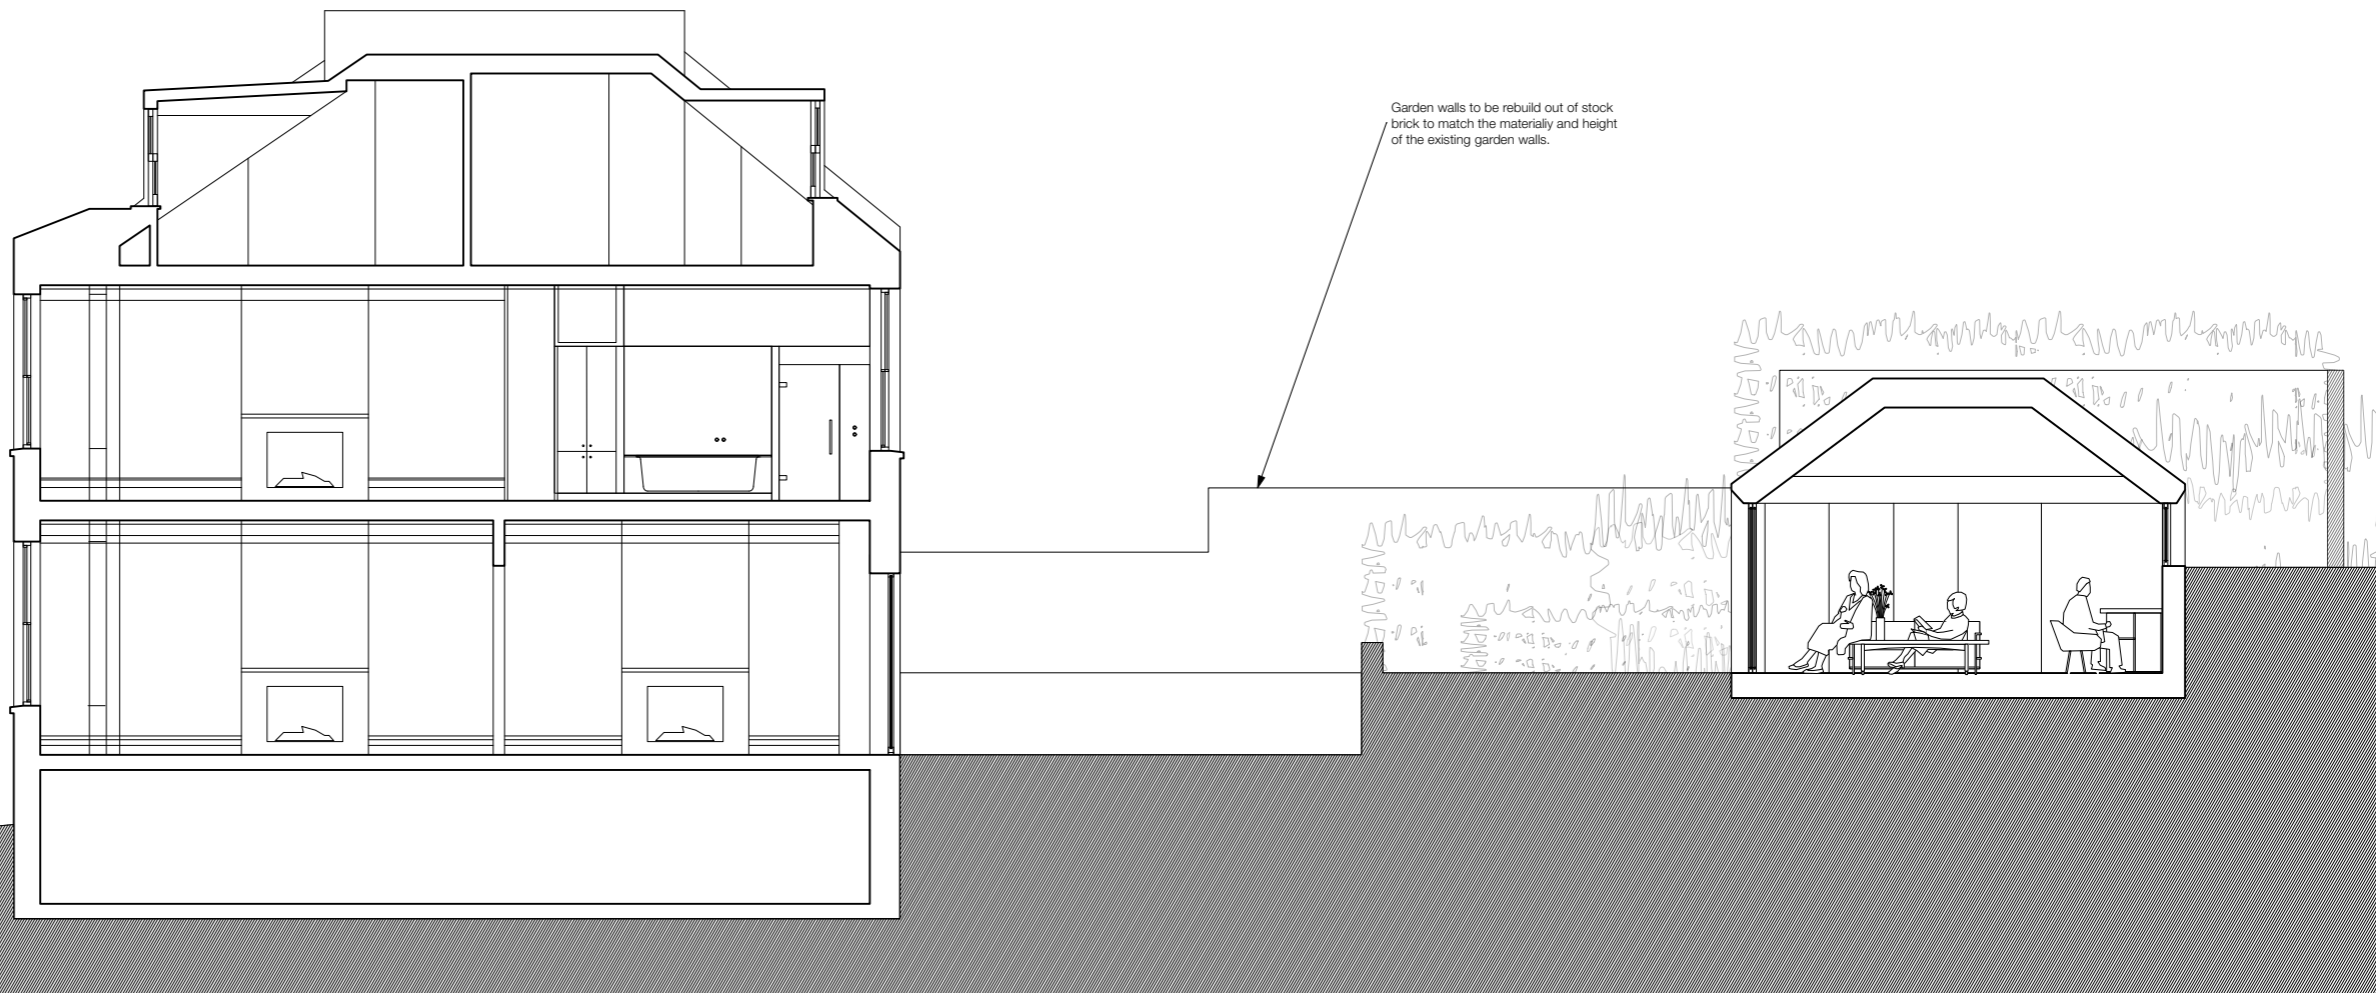 Garden walls to be rebuild out of stock
brick to match the materialiy and height
of the existing garden walls.